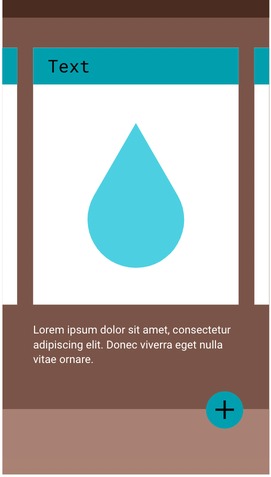 Text
Lorem ipsum dolor sit amet, consectetur
adipiscing elit. Donec viverra eget nulla
vitae ornare.